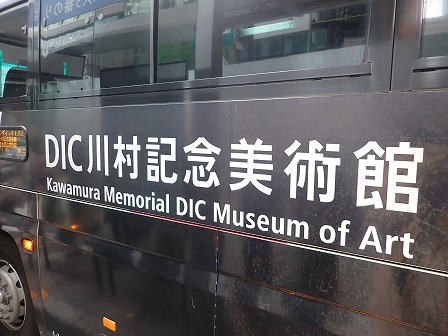 DIC川村記念美術館
Kawamura Memorial DIC Museum of Art